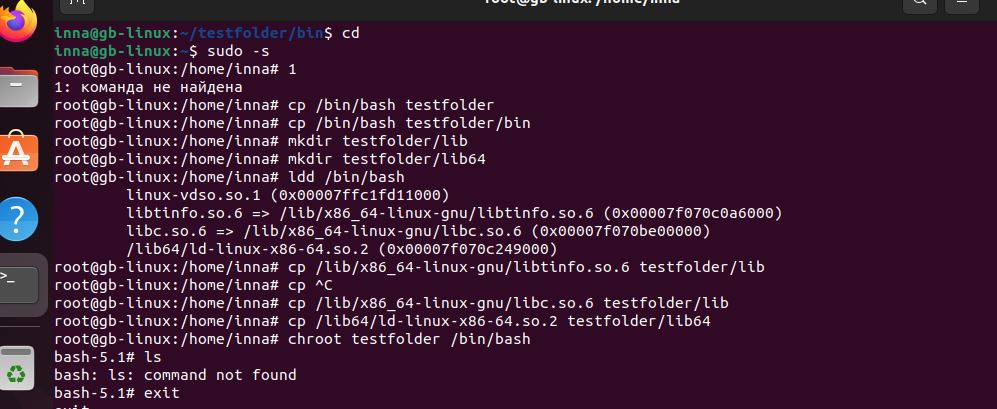 root@gb-linux: /home/inna
inna@gb-linux:~/testfolder/bin$ cd
inna@gb-linux:~$ sudo -s
root@gb-linux:/home/inna# 1
1: команда не найдена
root@gb-linux:/home/inna# cp /bin/bash testfolder
root@gb-linux:/home/inna# cp /bin/bash testfolder/bin
root@gb-linux:/home/inna# mkdir testfolder/lib
root@gb-linux:/home/inna# mkdir testfolder/lib64
root@gb-linux:/home/inna# ldd /bin/bash
linux-vdso.so.1 (0x00007ffc1fd11000)
libtinfo.so.6 => /lib/x86_64-linux-gnu/libtinfo.so.6 (0x00007f070c0a6000)
libc.so.6 => /lib/x86_64-linux-gnu/libc.so.6 (0x00007f070be00000)
/lib64/ld-linux-x86-64.so.2 (0x00007f070c249000)
root@gb-linux:/home/inna# cp /lib/x86_64-linux-gnu/libtinfo.so.6 testfolder/lib
root@gb-linux:/home/inna# cp ^C
root@gb-linux:/home/inna# cp /lib/x86_64-linux-gnu/libc.so.6 testfolder/lib
root@gb-linux:/home/inna# cp /lib64/ld-linux-x86-64.so.2 testfolder/lib64
root@gb-linux:/home/inna# chroot testfolder /bin/bash
bash-5.1# ls
bash: ls: command not found
bash-5.1# exit
exit